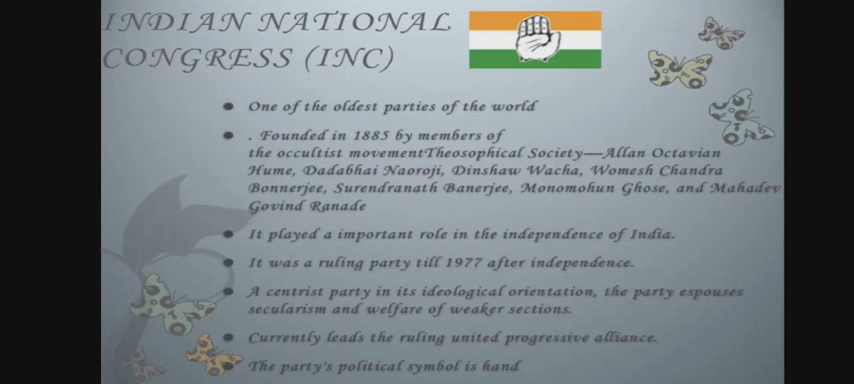 INDIAN NATIONAL
CONGRESS (INC)
One of the oldest parties of the world
. Founded in 1885 by members of
the occultist movementTheosophical Society—Allan Octavian
Hume, Dadabhai Naoroji, Dinshaw Wacha, Womesh Chandra
Bonnerjee, Surendranath Banerjee, Monomohun Ghose, and Mahadev
Govind Ranade
It played a important role in the independence of India.
It was a ruling party till 1977 after independence.
A centrist party in its ideological orientation, the party espouses
secularism and welfare of weaker sections.
Currently leads the ruling united progressive alliance.
The party's political symbol is hand